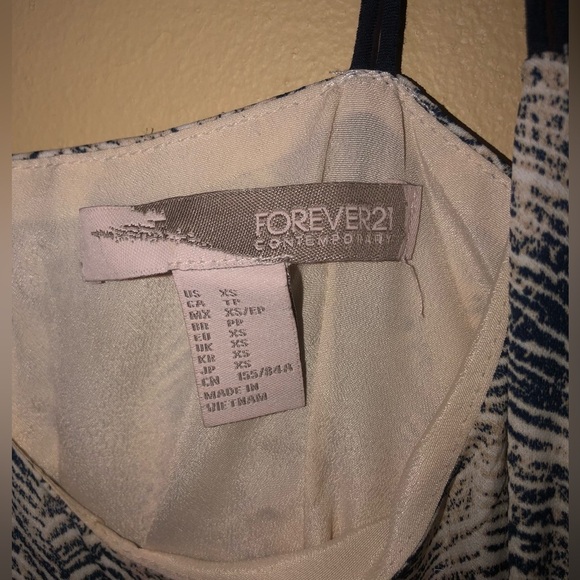 FOREVER21
CONTEMPORARY
US XS
CA TP
MX XS/EP
BR PP
EU XS
UK XS
KR XS
JP XS
CN 155/84A
MADE IN
VIETNAM